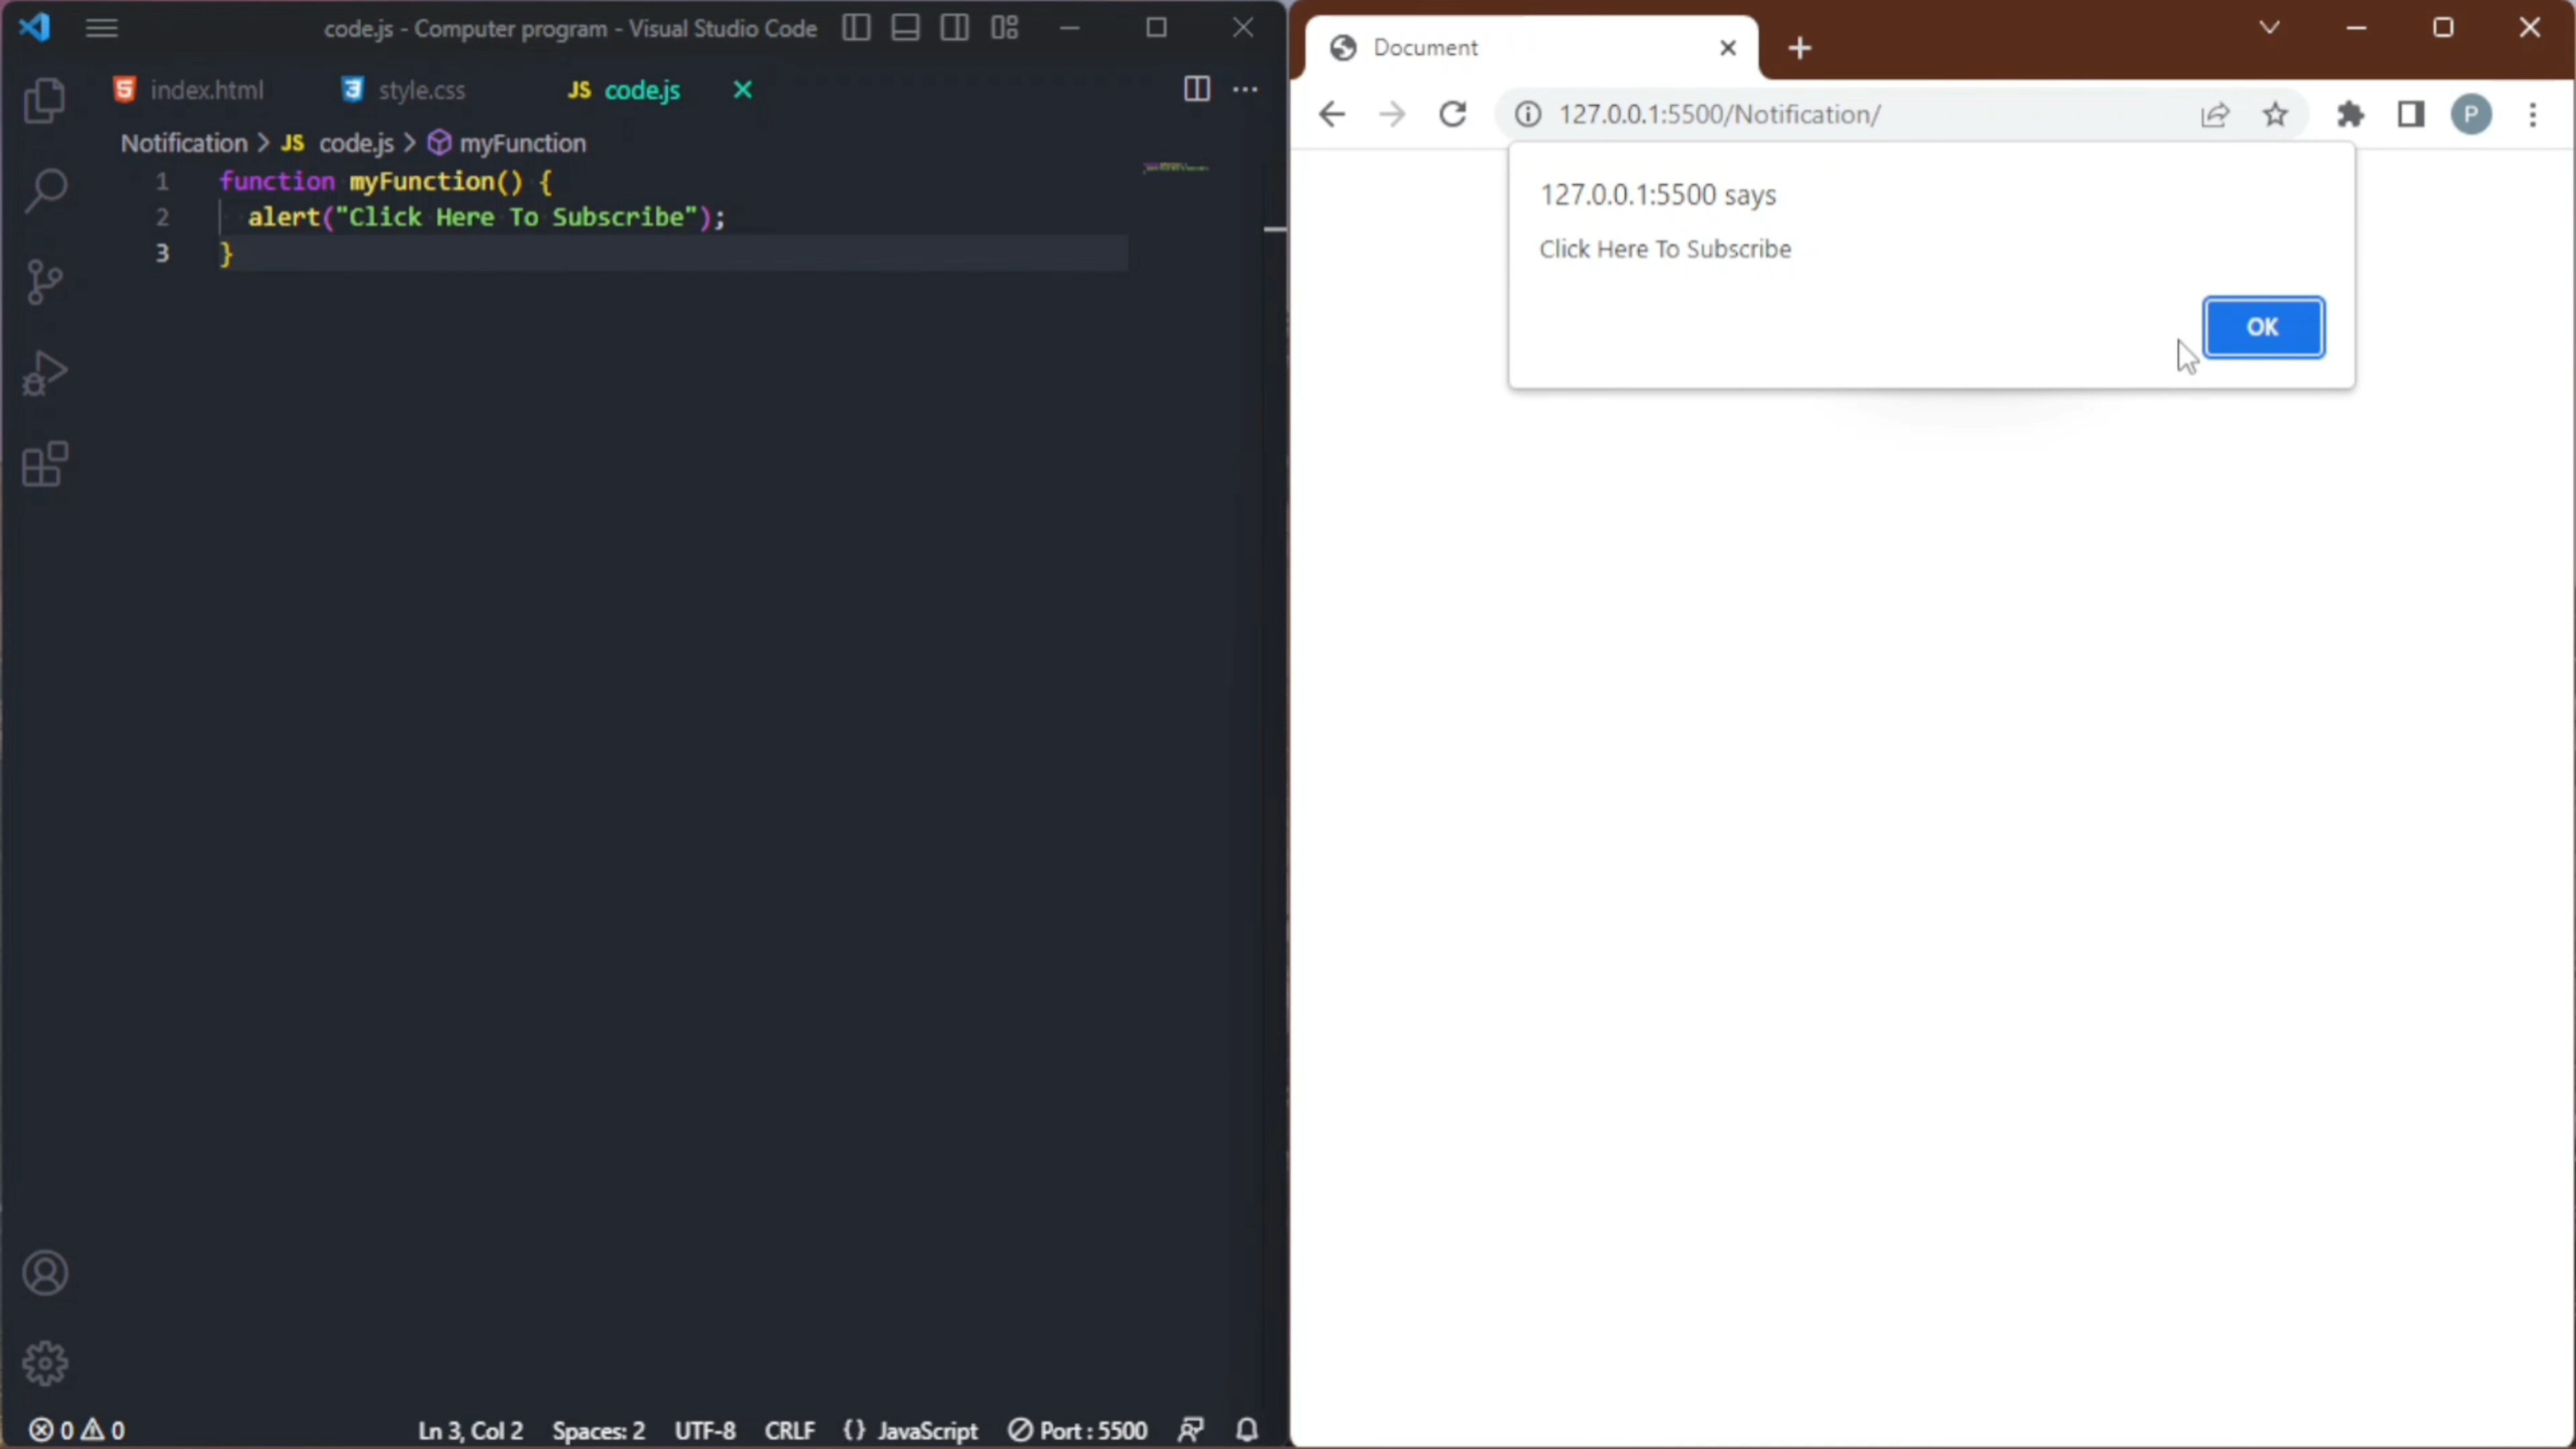 code.js - Computer program - Visual Studio Code
index.html
style.css
JS code.js
Notification > JS code.js > myFunction
1 function myFunction() {
2 alert("Click Here To Subscribe");
3 }
0 0
Ln 3, Col 2
Spaces: 2
UTF-8
CRLF
{} JavaScript
Port : 5500
Document
127.0.0.1:5500/Notification/
P
127.0.0.1:5500 says
Click Here To Subscribe
OK